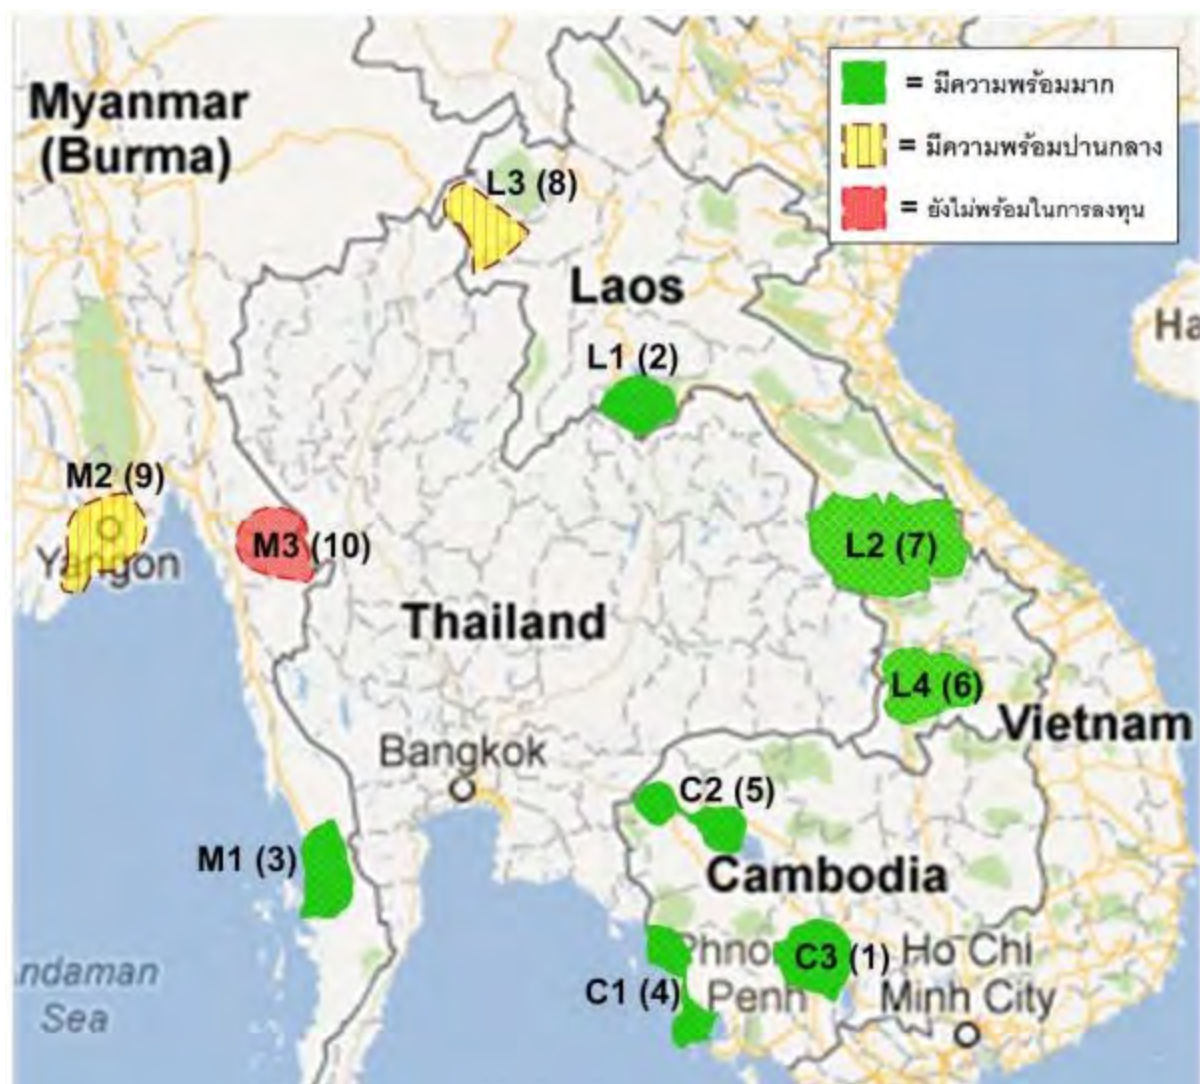 Myanmar
(Burma)
= มีความพร้อมมาก
= มีความพร้อมปานกลาง
= ยังไม่พร้อมในการลงทุน
L3 (8)
Laos
Ha
L1 (2)
M2 (9)
Yangon
M3 (10)
L2 (7)
Thailand
L4 (6)
Vietnam
Bangkok
C2 (5)
M1 (3)
Cambodia
Phno
Penh
C3 (1)
Ho Chi
Minh City
C1 (4)
ndaman
Sea